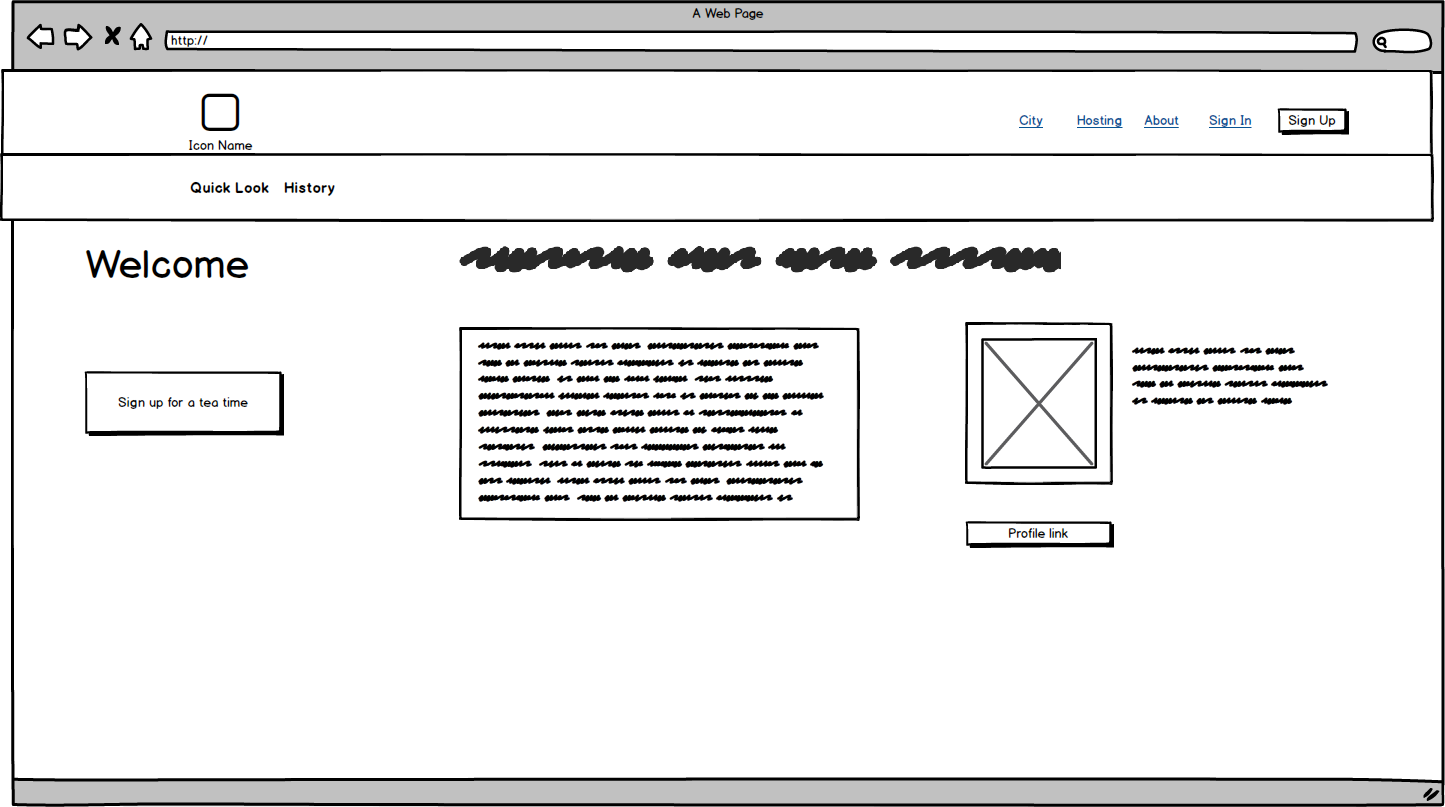 A Web Page
http://
City Hosting About Sign In Sign Up
Icon Name
Quick Look History
Welcome
Sign up for a tea time
Profile link